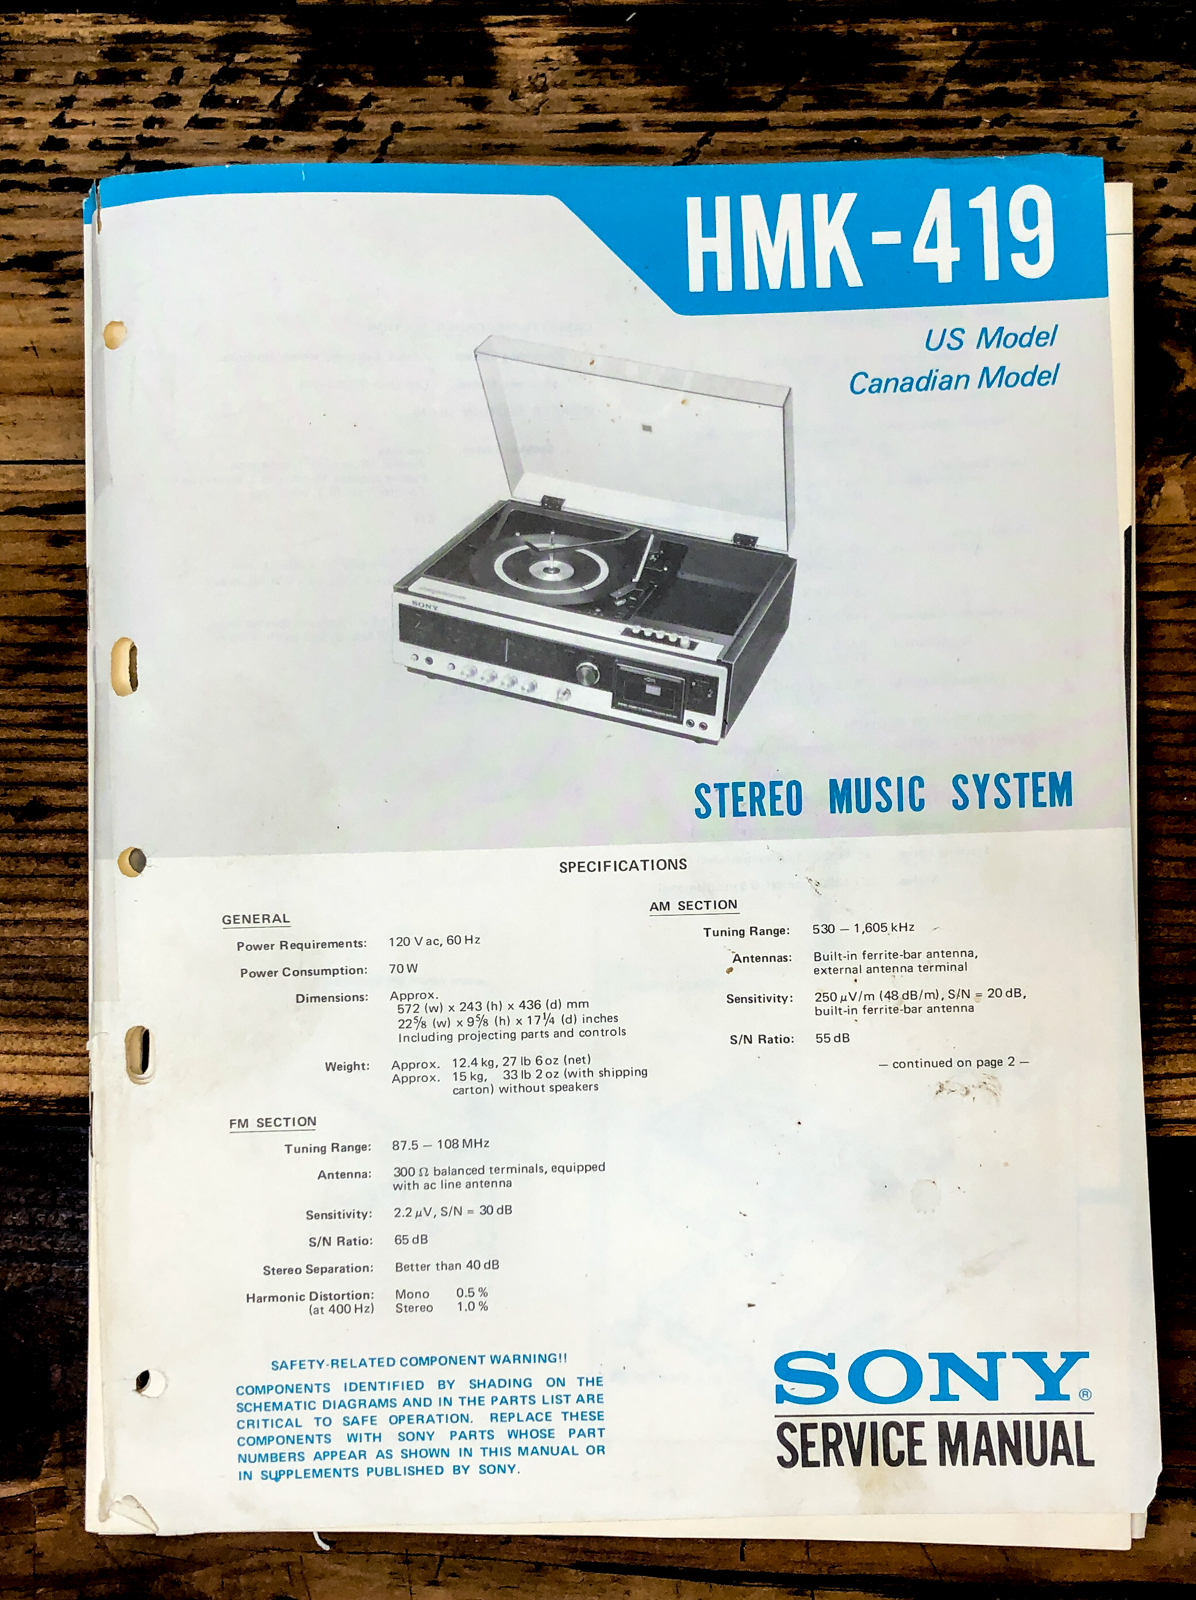 HMK-419
US Model
Canadian Model
SONY
STEREO MUSIC SYSTEM
SPECIFICATIONS
GENERAL
Power Requirements: 120 V ac, 60 Hz
Power Consumption: 70 W
Dimensions: Approx.
572 (w) x 243 (h) x 436 (d) mm
22⅝ (w) x 9⅝ (h) x 17¼ (d) inches
Including projecting parts and controls
Weight: Approx. 12.4 kg, 27 lb 6 oz (net)
Approx. 15 kg, 33 lb 2 oz (with shipping
carton) without speakers
FM SECTION
Tuning Range: 87.5 – 108 MHz
Antenna: 300 Ω balanced terminals, equipped
with ac line antenna
Sensitivity: 2.2 µV, S/N = 30 dB
S/N Ratio: 65 dB
Stereo Separation: Better than 40 dB
Harmonic Distortion: Mono 0.5 %
(at 400 Hz) Stereo 1.0 %
AM SECTION
Tuning Range: 530 – 1,605 kHz
Antennas: Built-in ferrite-bar antenna,
external antenna terminal
Sensitivity: 250 µV/m (48 dB/m), S/N = 20 dB,
built-in ferrite-bar antenna
S/N Ratio: 55 dB
– continued on page 2 –
SAFETY-RELATED COMPONENT WARNING!!
COMPONENTS IDENTIFIED BY SHADING ON THE
SCHEMATIC DIAGRAMS AND IN THE PARTS LIST ARE
CRITICAL TO SAFE OPERATION. REPLACE THESE
COMPONENTS WITH SONY PARTS WHOSE PART
NUMBERS APPEAR AS SHOWN IN THIS MANUAL OR
IN SUPPLEMENTS PUBLISHED BY SONY.
SONY®
SERVICE MANUAL